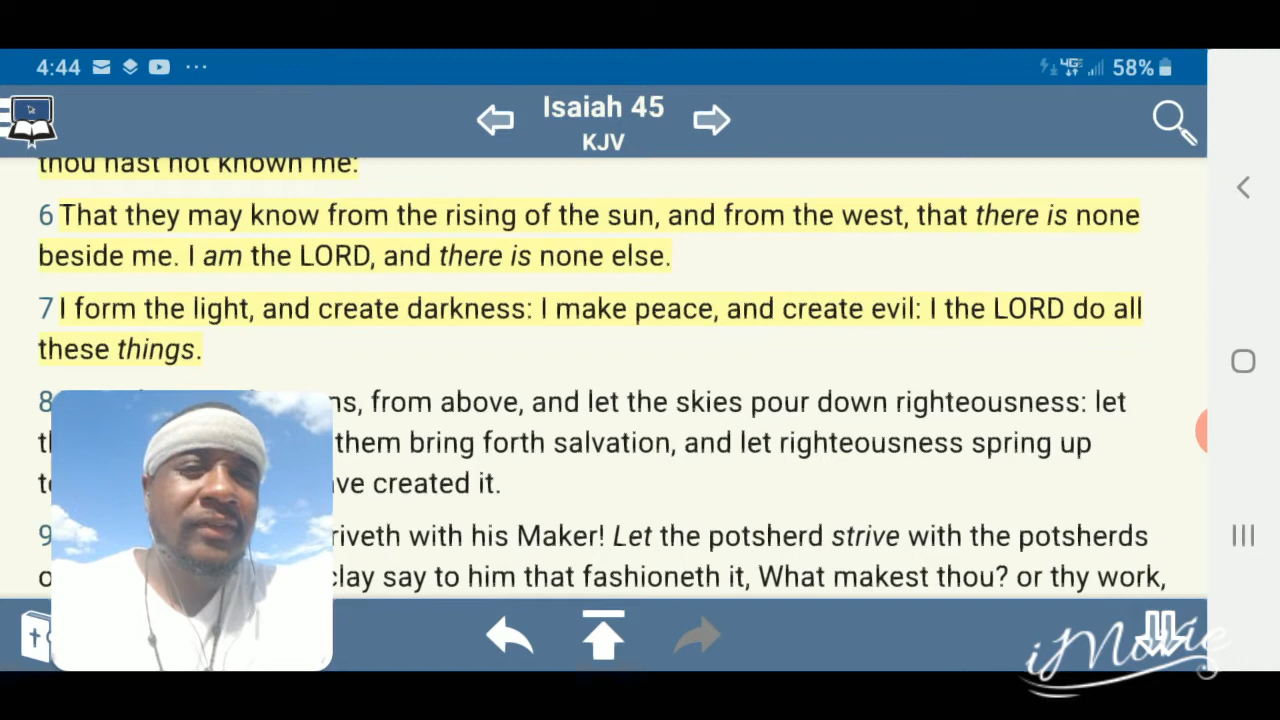 4:44 ... 4G 58%
Isaiah 45
KJV
thou hast not known me:
6 That they may know from the rising of the sun, and from the west, that there is none
beside me. I am the LORD, and there is none else.
7 I form the light, and create darkness: I make peace, and create evil: I the LORD do all
these things.
8 ns, from above, and let the skies pour down righteousness: let
them bring forth salvation, and let righteousness spring up
ve created it.
9 riveth with his Maker! Let the potsherd strive with the potsherds
clay say to him that fashioneth it, What makest thou? or thy work,
iMovie